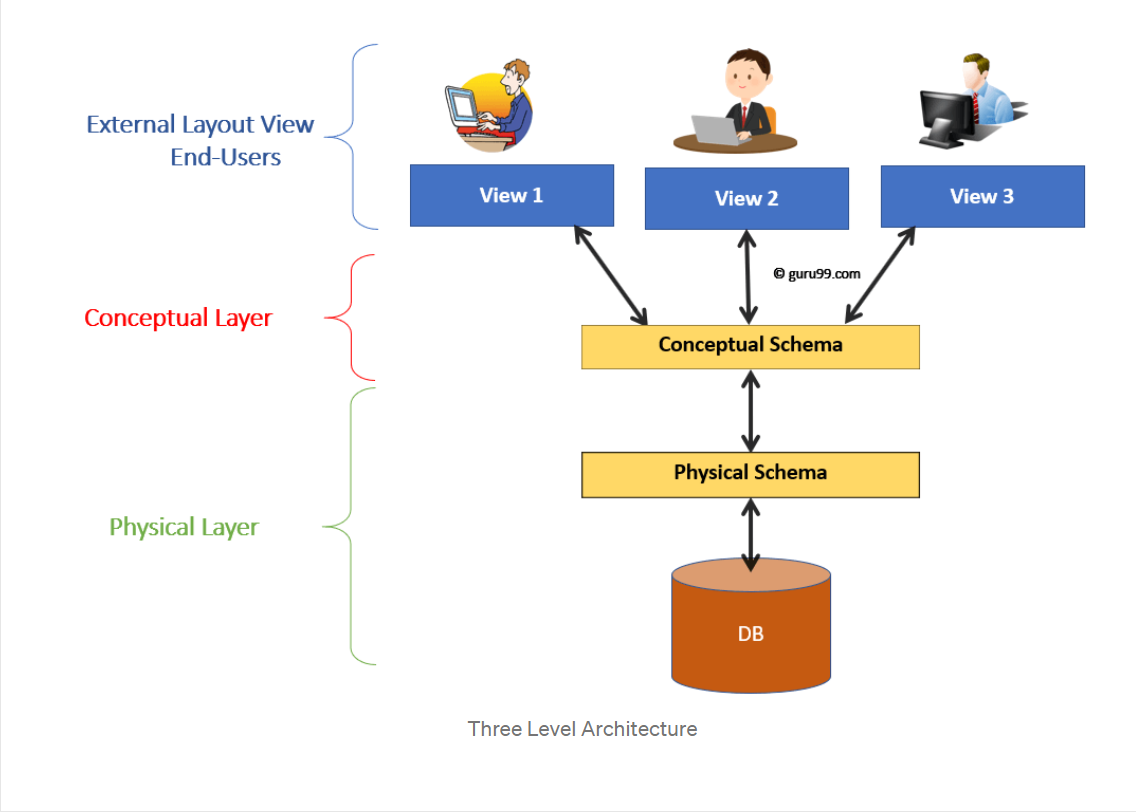 External Layout View
End-Users
View 1
View 2
View 3
© guru99.com
Conceptual Layer
Conceptual Schema
Physical Schema
Physical Layer
DB
Three Level Architecture